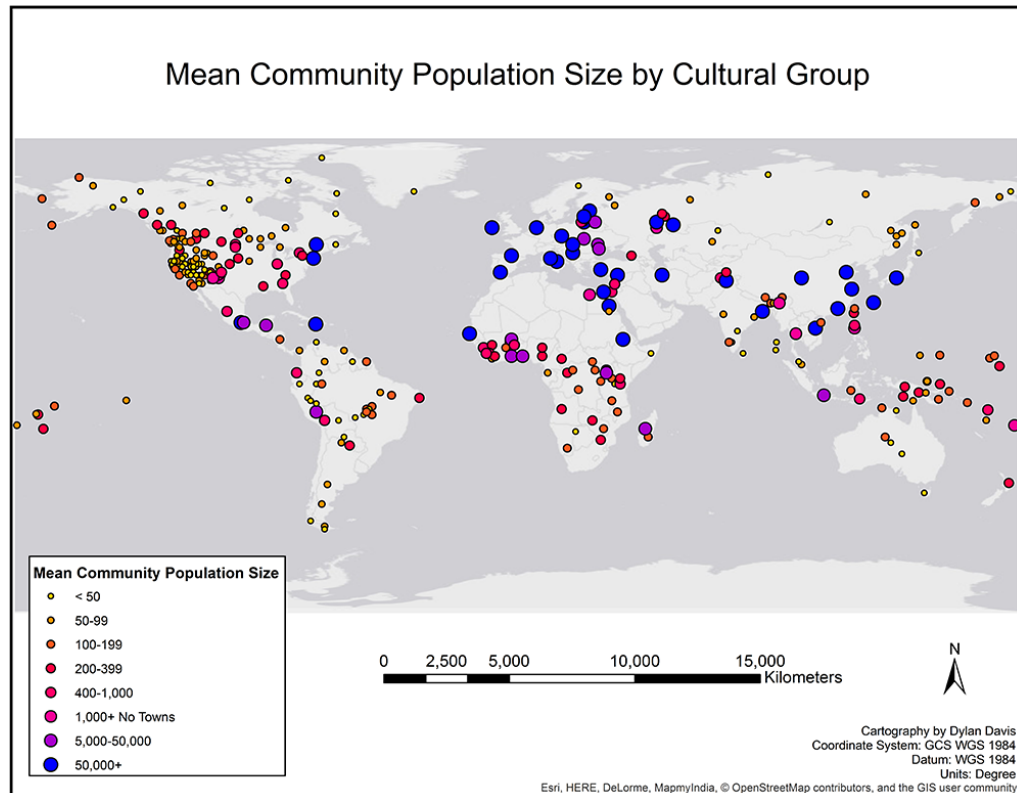 Mean Community Population Size by Cultural Group
Mean Community Population Size
< 50
50-99
100-199
200-399
400-1,000
1,000+ No Towns
5,000-50,000
50,000+
0 2,500 5,000 10,000 15,000
Kilometers
N
Cartography by Dylan Davis
Coordinate System: GCS WGS 1984
Datum: WGS 1984
Units: Degree
Esri, HERE, DeLorme, MapmyIndia, © OpenStreetMap contributors, and the GIS user community